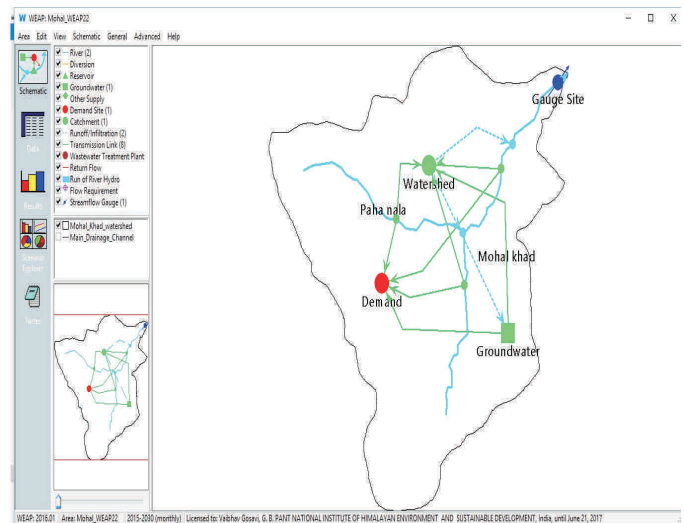 WEAP: Mohal_WEAP22
Area Edit View Schematic General Advanced Help
Schematic
Data
Results
Scenario Explorer
Notes
River (2)
Diversion
Reservoir
Groundwater (1)
Other Supply
Demand Site (1)
Catchment (1)
Runoff/Infiltration (2)
Transmission Link (8)
Wastewater Treatment Plant
Return Flow
Run of River Hydro
Flow Requirement
Streamflow Gauge (1)
Mohal_Khad_watershed
Main_Drainage_Channel
Gauge Site
Watershed
Paha nala
Mohal khad
Demand
Groundwater
WEAP: 2016.01 Area: Mohal_WEAP22 2015-2030 (monthly) Licensed to: Vaibhav Gosavi, G. B. PANT NATIONAL INSTITUTE OF HIMALAYAN ENVIRONMENT AND SUSTAINABLE DEVELOPMENT, India, until June 21, 2017